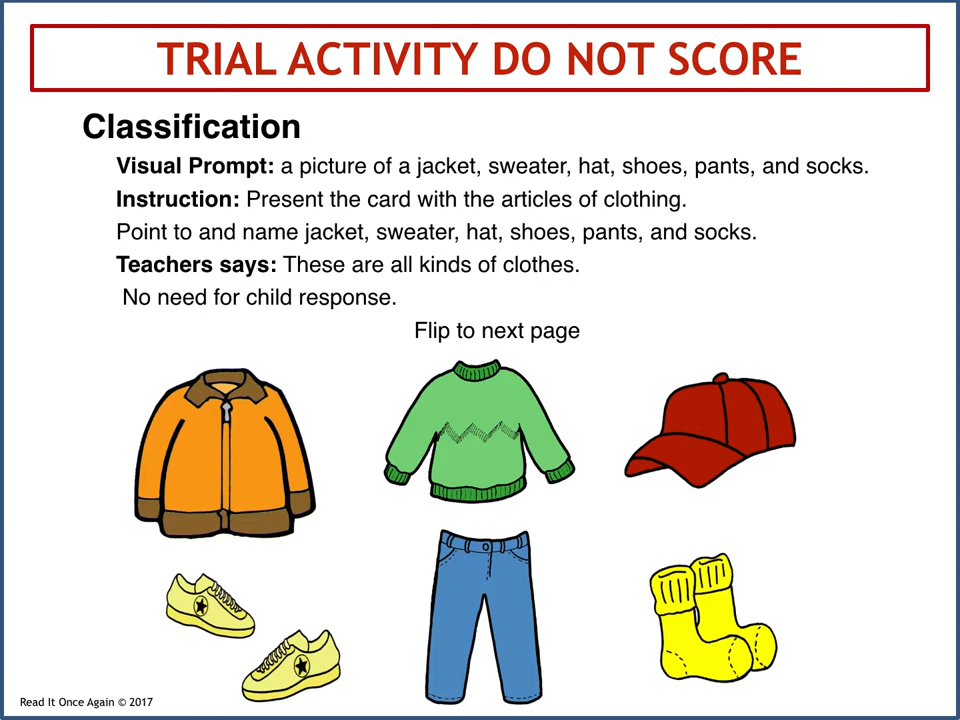 TRIAL ACTIVITY DO NOT SCORE
Classification
Visual Prompt: a picture of a jacket, sweater, hat, shoes, pants, and socks.
Instruction: Present the card with the articles of clothing.
Point to and name jacket, sweater, hat, shoes, pants, and socks.
Teachers says: These are all kinds of clothes.
No need for child response.
Flip to next page
Read It Once Again © 2017